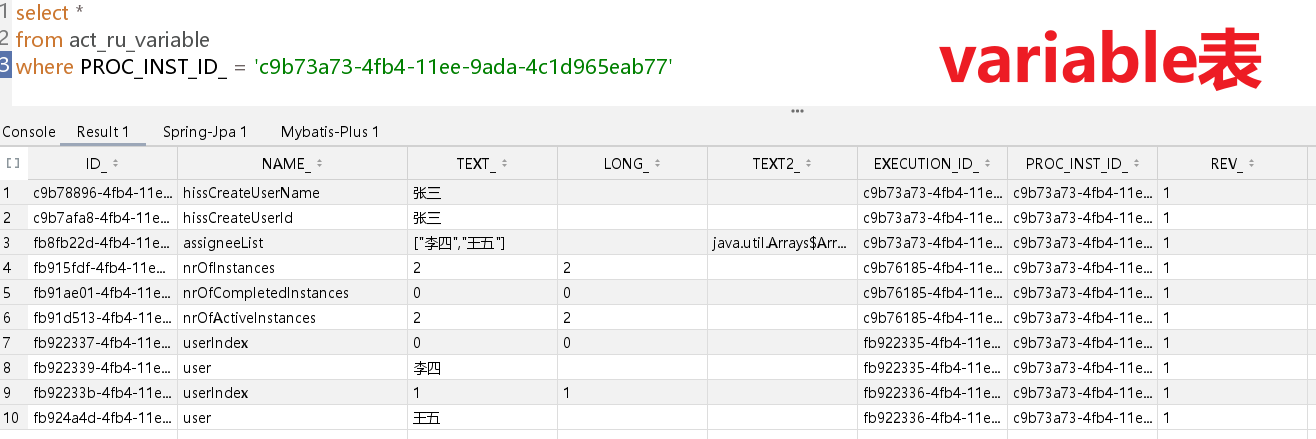 1 select *
2 from act_ru_variable
3 where PROC_INST_ID_ = 'c9b73a73-4fb4-11ee-9ada-4c1d965eab77'
variable表
Console Result 1 Spring-Jpa 1 Mybatis-Plus 1
ID_ NAME_ TEXT_ LONG_ TEXT2_ EXECUTION_ID_ PROC_INST_ID_ REV_
1 c9b78896-4fb4-11e... hissCreateUserName 张三 c9b73a73-4fb4-11e... c9b73a73-4fb4-11e... 1
2 c9b7afa8-4fb4-11e... hissCreateUserId 张三 c9b73a73-4fb4-11e... c9b73a73-4fb4-11e... 1
3 fb8fb22d-4fb4-11e... assigneeList ["李四","王五"] java.util.Arrays$Arr... c9b73a73-4fb4-11e... c9b73a73-4fb4-11e... 1
4 fb915fdf-4fb4-11e... nrOfInstances 2 2 c9b76185-4fb4-11e... c9b73a73-4fb4-11e... 1
5 fb91ae01-4fb4-11e... nrOfCompletedInstances 0 0 c9b76185-4fb4-11e... c9b73a73-4fb4-11e... 1
6 fb91d513-4fb4-11e... nrOfActiveInstances 2 2 c9b76185-4fb4-11e... c9b73a73-4fb4-11e... 1
7 fb922337-4fb4-11e... userIndex 0 0 fb922335-4fb4-11e... c9b73a73-4fb4-11e... 1
8 fb922339-4fb4-11e... user 李四 fb922335-4fb4-11e... c9b73a73-4fb4-11e... 1
9 fb92233b-4fb4-11e... userIndex 1 1 fb922336-4fb4-11e... c9b73a73-4fb4-11e... 1
10 fb924a4d-4fb4-11e... user 王五 fb922336-4fb4-11e... c9b73a73-4fb4-11e... 1